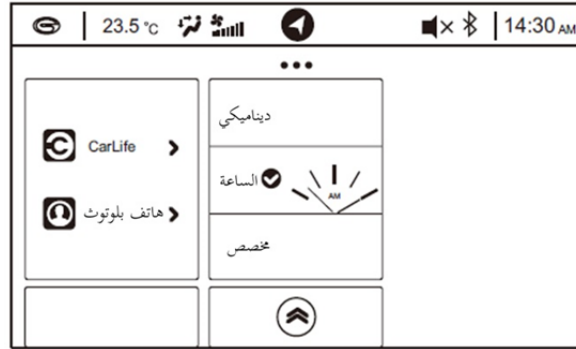 23.5 °C
14:30 AM
CarLife
هاتف بلوتوث
ديناميكي
الساعة
AM
مخصص